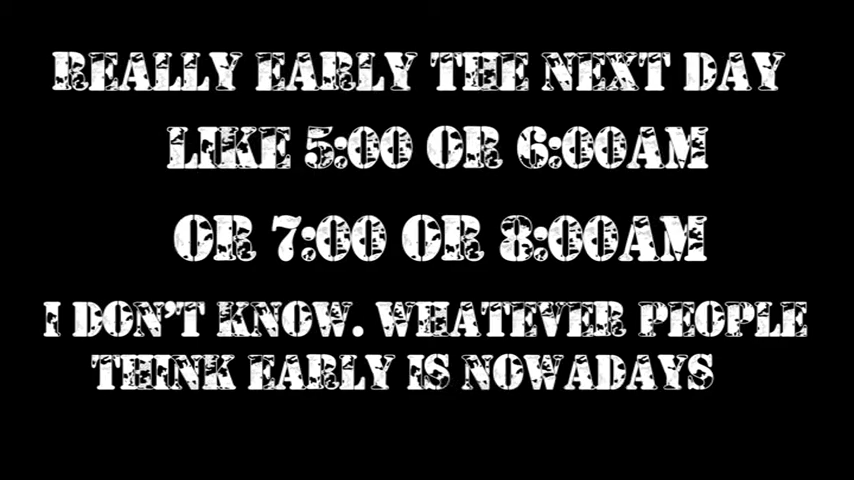 REALLY EARLY THE NEXT DAY
LIKE 5:00 OR 6:00AM
OR 7:00 OR 8:00AM
I DON'T KNOW. WHATEVER PEOPLE
THINK EARLY IS NOWADAYS